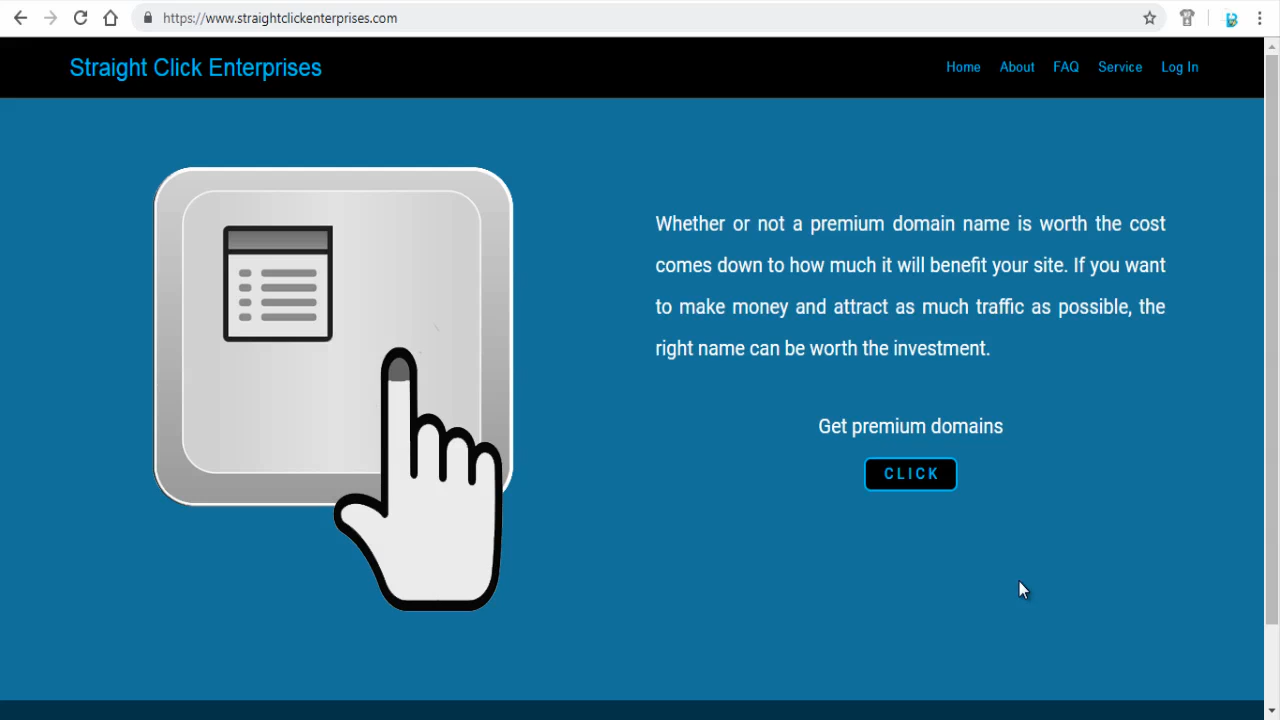 https://www.straightclickenterprises.com
Straight Click Enterprises
Home About FAQ Service Log In
Whether or not a premium domain name is worth the cost
comes down to how much it will benefit your site. If you want
to make money and attract as much traffic as possible, the
right name can be worth the investment.
Get premium domains
CLICK